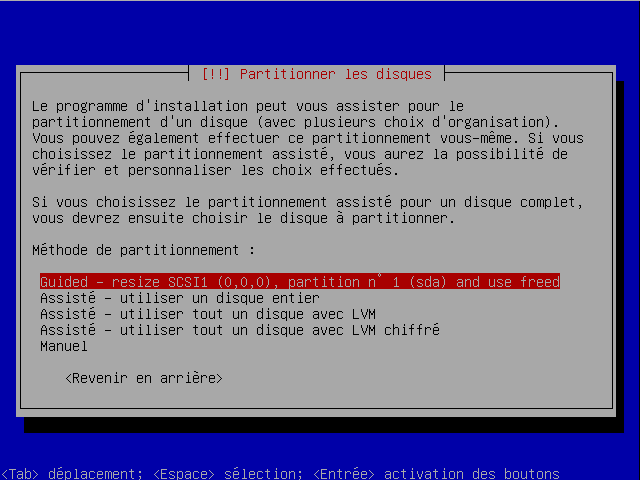 [!!] Partitionner les disques
Le programme d'installation peut vous assister pour le
partitionnement d'un disque (avec plusieurs choix d'organisation).
Vous pouvez également effectuer ce partitionnement vous-même. Si vous
choisissez le partitionnement assisté, vous aurez la possibilité de
vérifier et personnaliser les choix effectués.
Si vous choisissez le partitionnement assisté pour un disque complet,
vous devrez ensuite choisir le disque à partitionner.
Méthode de partitionnement :
Guided - resize SCSI1 (0,0,0), partition n° 1 (sda) and use freed
Assisté - utiliser un disque entier
Assisté - utiliser tout un disque avec LVM
Assisté - utiliser tout un disque avec LVM chiffré
Manuel
<Revenir en arrière>
<Tab> déplacement; <Espace> sélection; <Entrée> activation des boutons